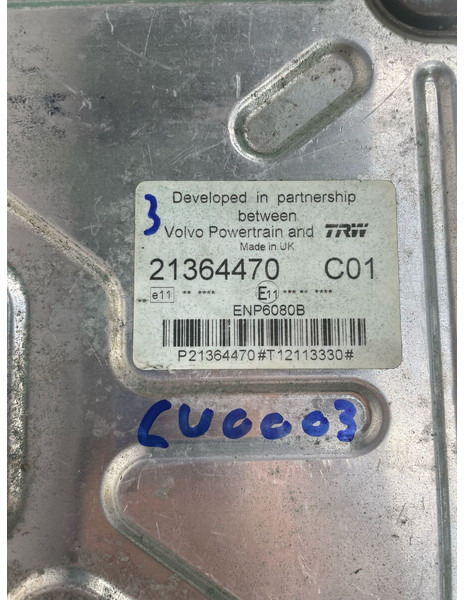 3
Developed in partnership
between
Volvo Powertrain and TRW
Made in UK
21364470 C01
** e11 ** **** E11 *** ** ****
ENP6080B
P21364470#T12113330#
CU0003